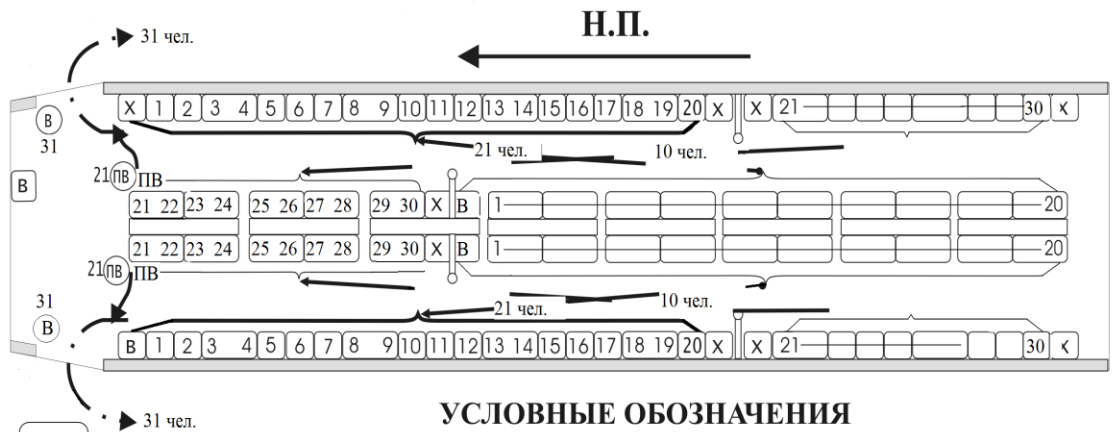 Н.П.
31 чел.
X 1 2 3 4 5 6 7 8 9 10 11 12 13 14 15 16 17 18 19 20 X X 21 30 X
В
31
21 чел.
10 чел.
21 ПВ ПВ
В
21 22 23 24 25 26 27 28 29 30 X В 1 20
21 22 23 24 25 26 27 28 29 30 X В 1 20
21 ПВ ПВ
31
В
21 чел.
10 чел.
В 1 2 3 4 5 6 7 8 9 10 11 12 13 14 15 16 17 18 19 20 X X 21 30 X
31 чел.
УСЛОВНЫЕ ОБОЗНАЧЕНИЯ